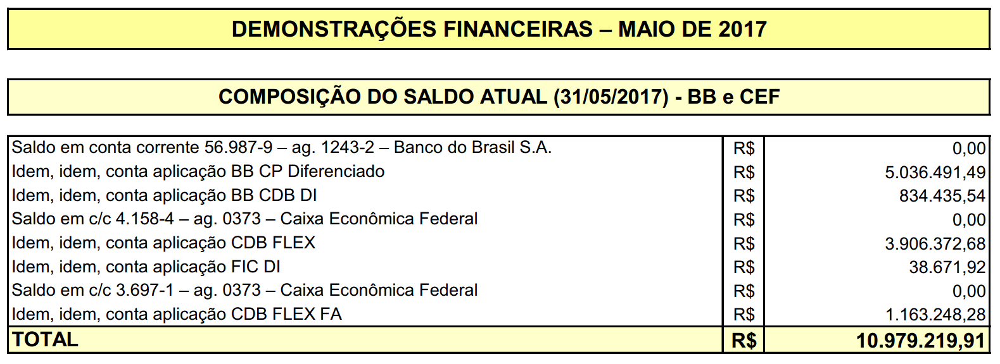 DEMONSTRAÇÕES FINANCEIRAS – MAIO DE 2017
COMPOSIÇÃO DO SALDO ATUAL (31/05/2017) - BB e CEF
Saldo em conta corrente 56.987-9 – ag. 1243-2 – Banco do Brasil S.A. R$ 0,00
Idem, idem, conta aplicação BB CP Diferenciado R$ 5.036.491,49
Idem, idem, conta aplicação BB CDB DI R$ 834.435,54
Saldo em c/c 4.158-4 – ag. 0373 – Caixa Econômica Federal R$ 0,00
Idem, idem, conta aplicação CDB FLEX R$ 3.906.372,68
Idem, idem, conta aplicação FIC DI R$ 38.671,92
Saldo em c/c 3.697-1 – ag. 0373 – Caixa Econômica Federal R$ 0,00
Idem, idem, conta aplicação CDB FLEX FA R$ 1.163.248,28
TOTAL R$ 10.979.219,91